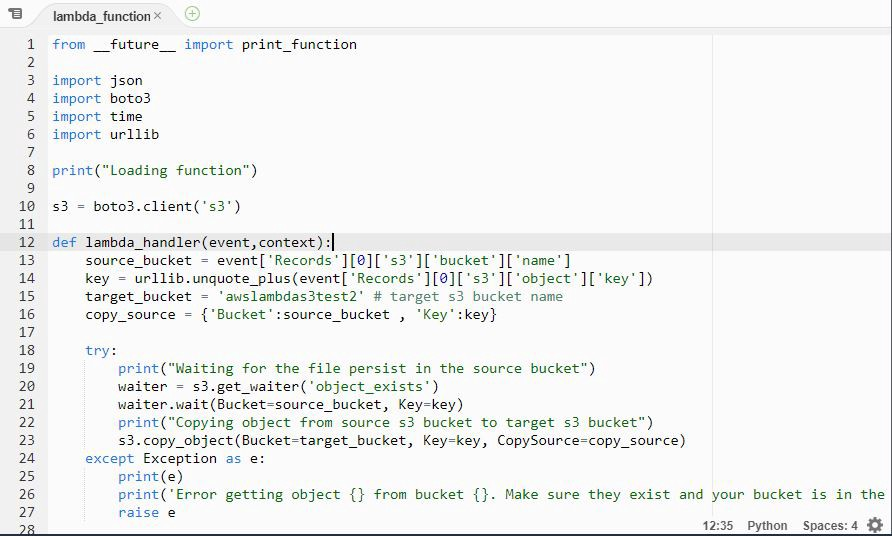 lambda_function ×
1 from __future__ import print_function
2
3 import json
4 import boto3
5 import time
6 import urllib
7
8 print("Loading function")
9
10 s3 = boto3.client('s3')
11
12 def lambda_handler(event,context):
13     source_bucket = event['Records'][0]['s3']['bucket']['name']
14     key = urllib.unquote_plus(event['Records'][0]['s3']['object']['key'])
15     target_bucket = 'awslambdas3test2' # target s3 bucket name
16     copy_source = {'Bucket':source_bucket , 'Key':key}
17
18     try:
19         print("Waiting for the file persist in the source bucket")
20         waiter = s3.get_waiter('object_exists')
21         waiter.wait(Bucket=source_bucket, Key=key)
22         print("Copying object from source s3 bucket to target s3 bucket")
23         s3.copy_object(Bucket=target_bucket, Key=key, CopySource=copy_source)
24     except Exception as e:
25         print(e)
26         print('Error getting object {} from bucket {}. Make sure they exist and your bucket is in the
27         raise e
28
12:35 Python Spaces: 4